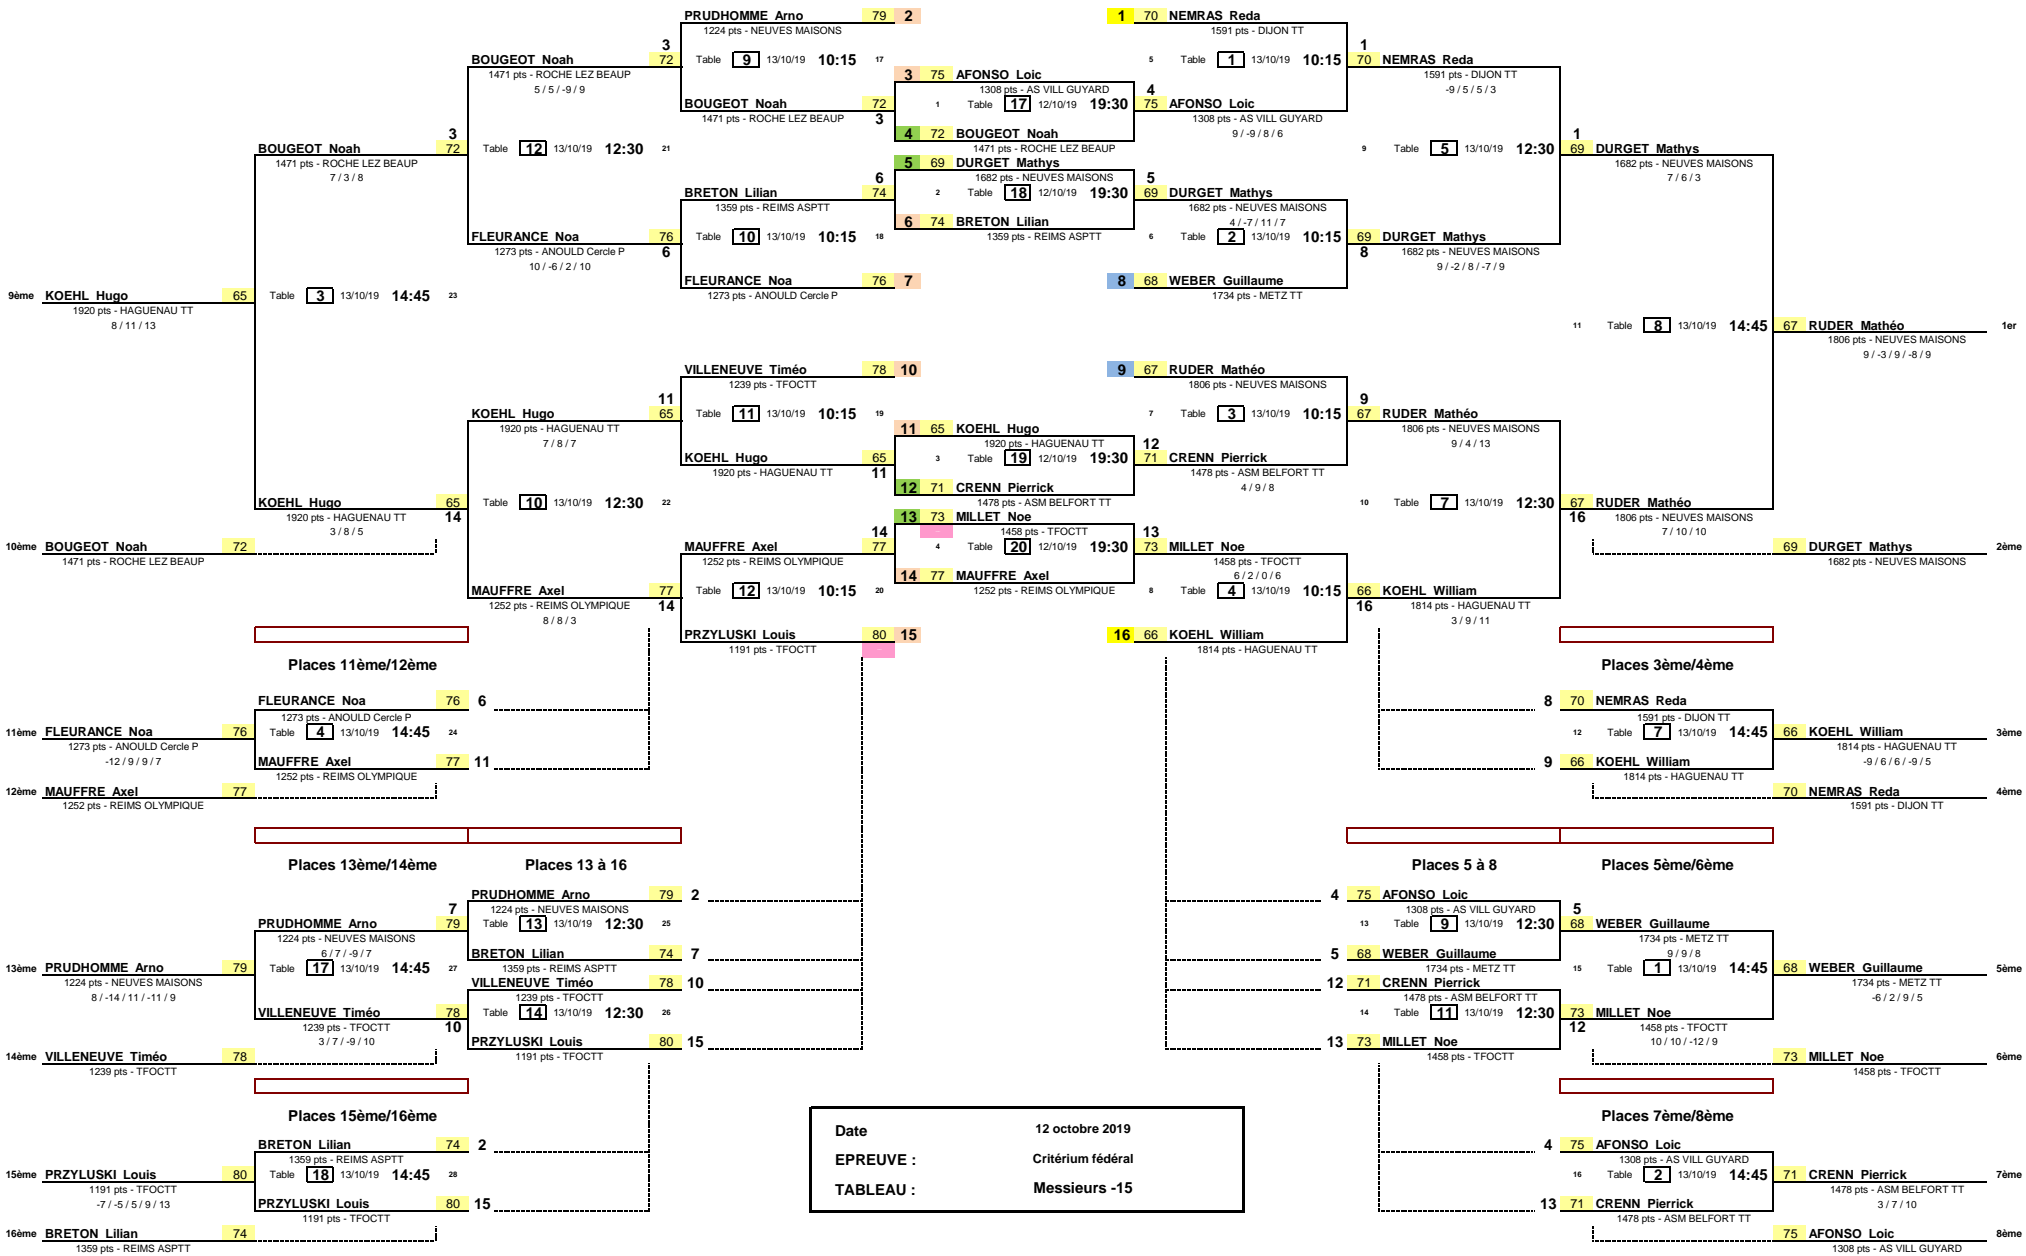 PRUDHOMME Arno 79 2
1224 pts - NEUVES MAISONS
1 70 NEMRAS Reda
1591 pts - DIJON TT
3
BOUGEOT Noah 72
1471 pts - ROCHE LEZ BEAUP
5 / 5 / -9 / 9
Table 9 13/10/19 10:15 17
5 Table 1 13/10/19 10:15
1
70 NEMRAS Reda
1591 pts - DIJON TT
-9 / 5 / 5 / 3
3 75 AFONSO Loic
1308 pts - AS VILL GUYARD
BOUGEOT Noah 72
1471 pts - ROCHE LEZ BEAUP
3
1 Table 17 12/10/19 19:30
4
75 AFONSO Loic
1308 pts - AS VILL GUYARD
9 / -9 / 8 / 6
4 72 BOUGEOT Noah
1471 pts - ROCHE LEZ BEAUP
3
BOUGEOT Noah 72
1471 pts - ROCHE LEZ BEAUP
7 / 3 / 8
Table 12 13/10/19 12:30 21
9 Table 5 13/10/19 12:30
1
69 DURGET Mathys
1682 pts - NEUVES MAISONS
7 / 6 / 3
5 69 DURGET Mathys
1682 pts - NEUVES MAISONS
6
BRETON Lilian 74
1359 pts - REIMS ASPTT
2 Table 18 12/10/19 19:30
5
69 DURGET Mathys
1682 pts - NEUVES MAISONS
4 / -7 / 11 / 7
6 74 BRETON Lilian
1359 pts - REIMS ASPTT
FLEURANCE Noa 76
1273 pts - ANOULD Cercle P
6
10 / -6 / 2 / 10
Table 10 13/10/19 10:15 18
6 Table 2 13/10/19 10:15
69 DURGET Mathys
8
1682 pts - NEUVES MAISONS
9 / -2 / 8 / -7 / 9
FLEURANCE Noa 76 7
1273 pts - ANOULD Cercle P
8 68 WEBER Guillaume
1734 pts - METZ TT
9ème KOEHL Hugo 65
1920 pts - HAGUENAU TT
8 / 11 / 13
Table 3 13/10/19 14:45 23
11 Table 8 13/10/19 14:45
67 RUDER Mathéo 1er
1806 pts - NEUVES MAISONS
9 / -3 / 9 / -8 / 9
VILLENEUVE Timéo 78 10
1239 pts - TFOCTT
9 67 RUDER Mathéo
1806 pts - NEUVES MAISONS
11
KOEHL Hugo 65
1920 pts - HAGUENAU TT
7 / 8 / 7
Table 11 13/10/19 10:15 19
7 Table 3 13/10/19 10:15
9
67 RUDER Mathéo
1806 pts - NEUVES MAISONS
9 / 4 / 13
11 65 KOEHL Hugo
1920 pts - HAGUENAU TT
KOEHL Hugo 65
1920 pts - HAGUENAU TT
11
3 Table 19 12/10/19 19:30
12
71 CRENN Pierrick
1478 pts - ASM BELFORT TT
4 / 9 / 8
12 71 CRENN Pierrick
1478 pts - ASM BELFORT TT
KOEHL Hugo 65
1920 pts - HAGUENAU TT
14
3 / 8 / 5
Table 10 13/10/19 12:30 22
10 Table 7 13/10/19 12:30
67 RUDER Mathéo
16
1806 pts - NEUVES MAISONS
7 / 10 / 10
13 73 MILLET Noe
1458 pts - TFOCTT
14
MAUFFRE Axel 77
1252 pts - REIMS OLYMPIQUE
4 Table 20 12/10/19 19:30
13
73 MILLET Noe
1458 pts - TFOCTT
6 / 2 / 0 / 6
10ème BOUGEOT Noah 72
1471 pts - ROCHE LEZ BEAUP
69 DURGET Mathys 2ème
1682 pts - NEUVES MAISONS
14 77 MAUFFRE Axel
1252 pts - REIMS OLYMPIQUE
MAUFFRE Axel 77
1252 pts - REIMS OLYMPIQUE
14
8 / 8 / 3
Table 12 13/10/19 10:15 20
8 Table 4 13/10/19 10:15
66 KOEHL William
16
1814 pts - HAGUENAU TT
3 / 9 / 11
PRZYLUSKI Louis 80 15
1191 pts - TFOCTT
16 66 KOEHL William
1814 pts - HAGUENAU TT
Places 11ème/12ème
Places 3ème/4ème
FLEURANCE Noa 76 6
1273 pts - ANOULD Cercle P
8 70 NEMRAS Reda
1591 pts - DIJON TT
11ème FLEURANCE Noa 76
1273 pts - ANOULD Cercle P
-12 / 9 / 9 / 7
Table 4 13/10/19 14:45 24
12 Table 7 13/10/19 14:45
66 KOEHL William 3ème
1814 pts - HAGUENAU TT
-9 / 6 / 6 / -9 / 5
MAUFFRE Axel 77 11
1252 pts - REIMS OLYMPIQUE
9 66 KOEHL William
1814 pts - HAGUENAU TT
12ème MAUFFRE Axel 77
1252 pts - REIMS OLYMPIQUE
70 NEMRAS Reda 4ème
1591 pts - DIJON TT
Places 13ème/14ème
Places 13 à 16
Places 5 à 8
Places 5ème/6ème
PRUDHOMME Arno 79 2
1224 pts - NEUVES MAISONS
4 75 AFONSO Loic
1308 pts - AS VILL GUYARD
7
PRUDHOMME Arno 79
1224 pts - NEUVES MAISONS
6 / 7 / -9 / 7
Table 13 13/10/19 12:30 25
13 Table 9 13/10/19 12:30
5
68 WEBER Guillaume
1734 pts - METZ TT
9 / 9 / 8
BRETON Lilian 74 7
1359 pts - REIMS ASPTT
5 68 WEBER Guillaume
1734 pts - METZ TT
13ème PRUDHOMME Arno 79
1224 pts - NEUVES MAISONS
8 / -14 / 11 / -11 / 9
Table 17 13/10/19 14:45 27
15 Table 1 13/10/19 14:45
68 WEBER Guillaume 5ème
1734 pts - METZ TT
-6 / 2 / 9 / 5
VILLENEUVE Timéo 78 10
1239 pts - TFOCTT
12 71 CRENN Pierrick
1478 pts - ASM BELFORT TT
VILLENEUVE Timéo 78
1239 pts - TFOCTT
10
3 / 7 / -9 / 10
Table 14 13/10/19 12:30 26
14 Table 11 13/10/19 12:30
73 MILLET Noe
12
1458 pts - TFOCTT
10 / 10 / -12 / 9
PRZYLUSKI Louis 80 15
1191 pts - TFOCTT
13 73 MILLET Noe
1458 pts - TFOCTT
14ème VILLENEUVE Timéo 78
1239 pts - TFOCTT
73 MILLET Noe 6ème
1458 pts - TFOCTT
Places 15ème/16ème
Places 7ème/8ème
BRETON Lilian 74 2
1359 pts - REIMS ASPTT
4 75 AFONSO Loic
1308 pts - AS VILL GUYARD
15ème PRZYLUSKI Louis 80
1191 pts - TFOCTT
-7 / -5 / 5 / 9 / 13
Table 18 13/10/19 14:45 28
16 Table 2 13/10/19 14:45
71 CRENN Pierrick 7ème
1478 pts - ASM BELFORT TT
3 / 7 / 10
PRZYLUSKI Louis 80 15
1191 pts - TFOCTT
13 71 CRENN Pierrick
1478 pts - ASM BELFORT TT
16ème BRETON Lilian 74
1359 pts - REIMS ASPTT
75 AFONSO Loic 8ème
1308 pts - AS VILL GUYARD
Date 12 octobre 2019
EPREUVE : Critérium fédéral
TABLEAU : Messieurs -15